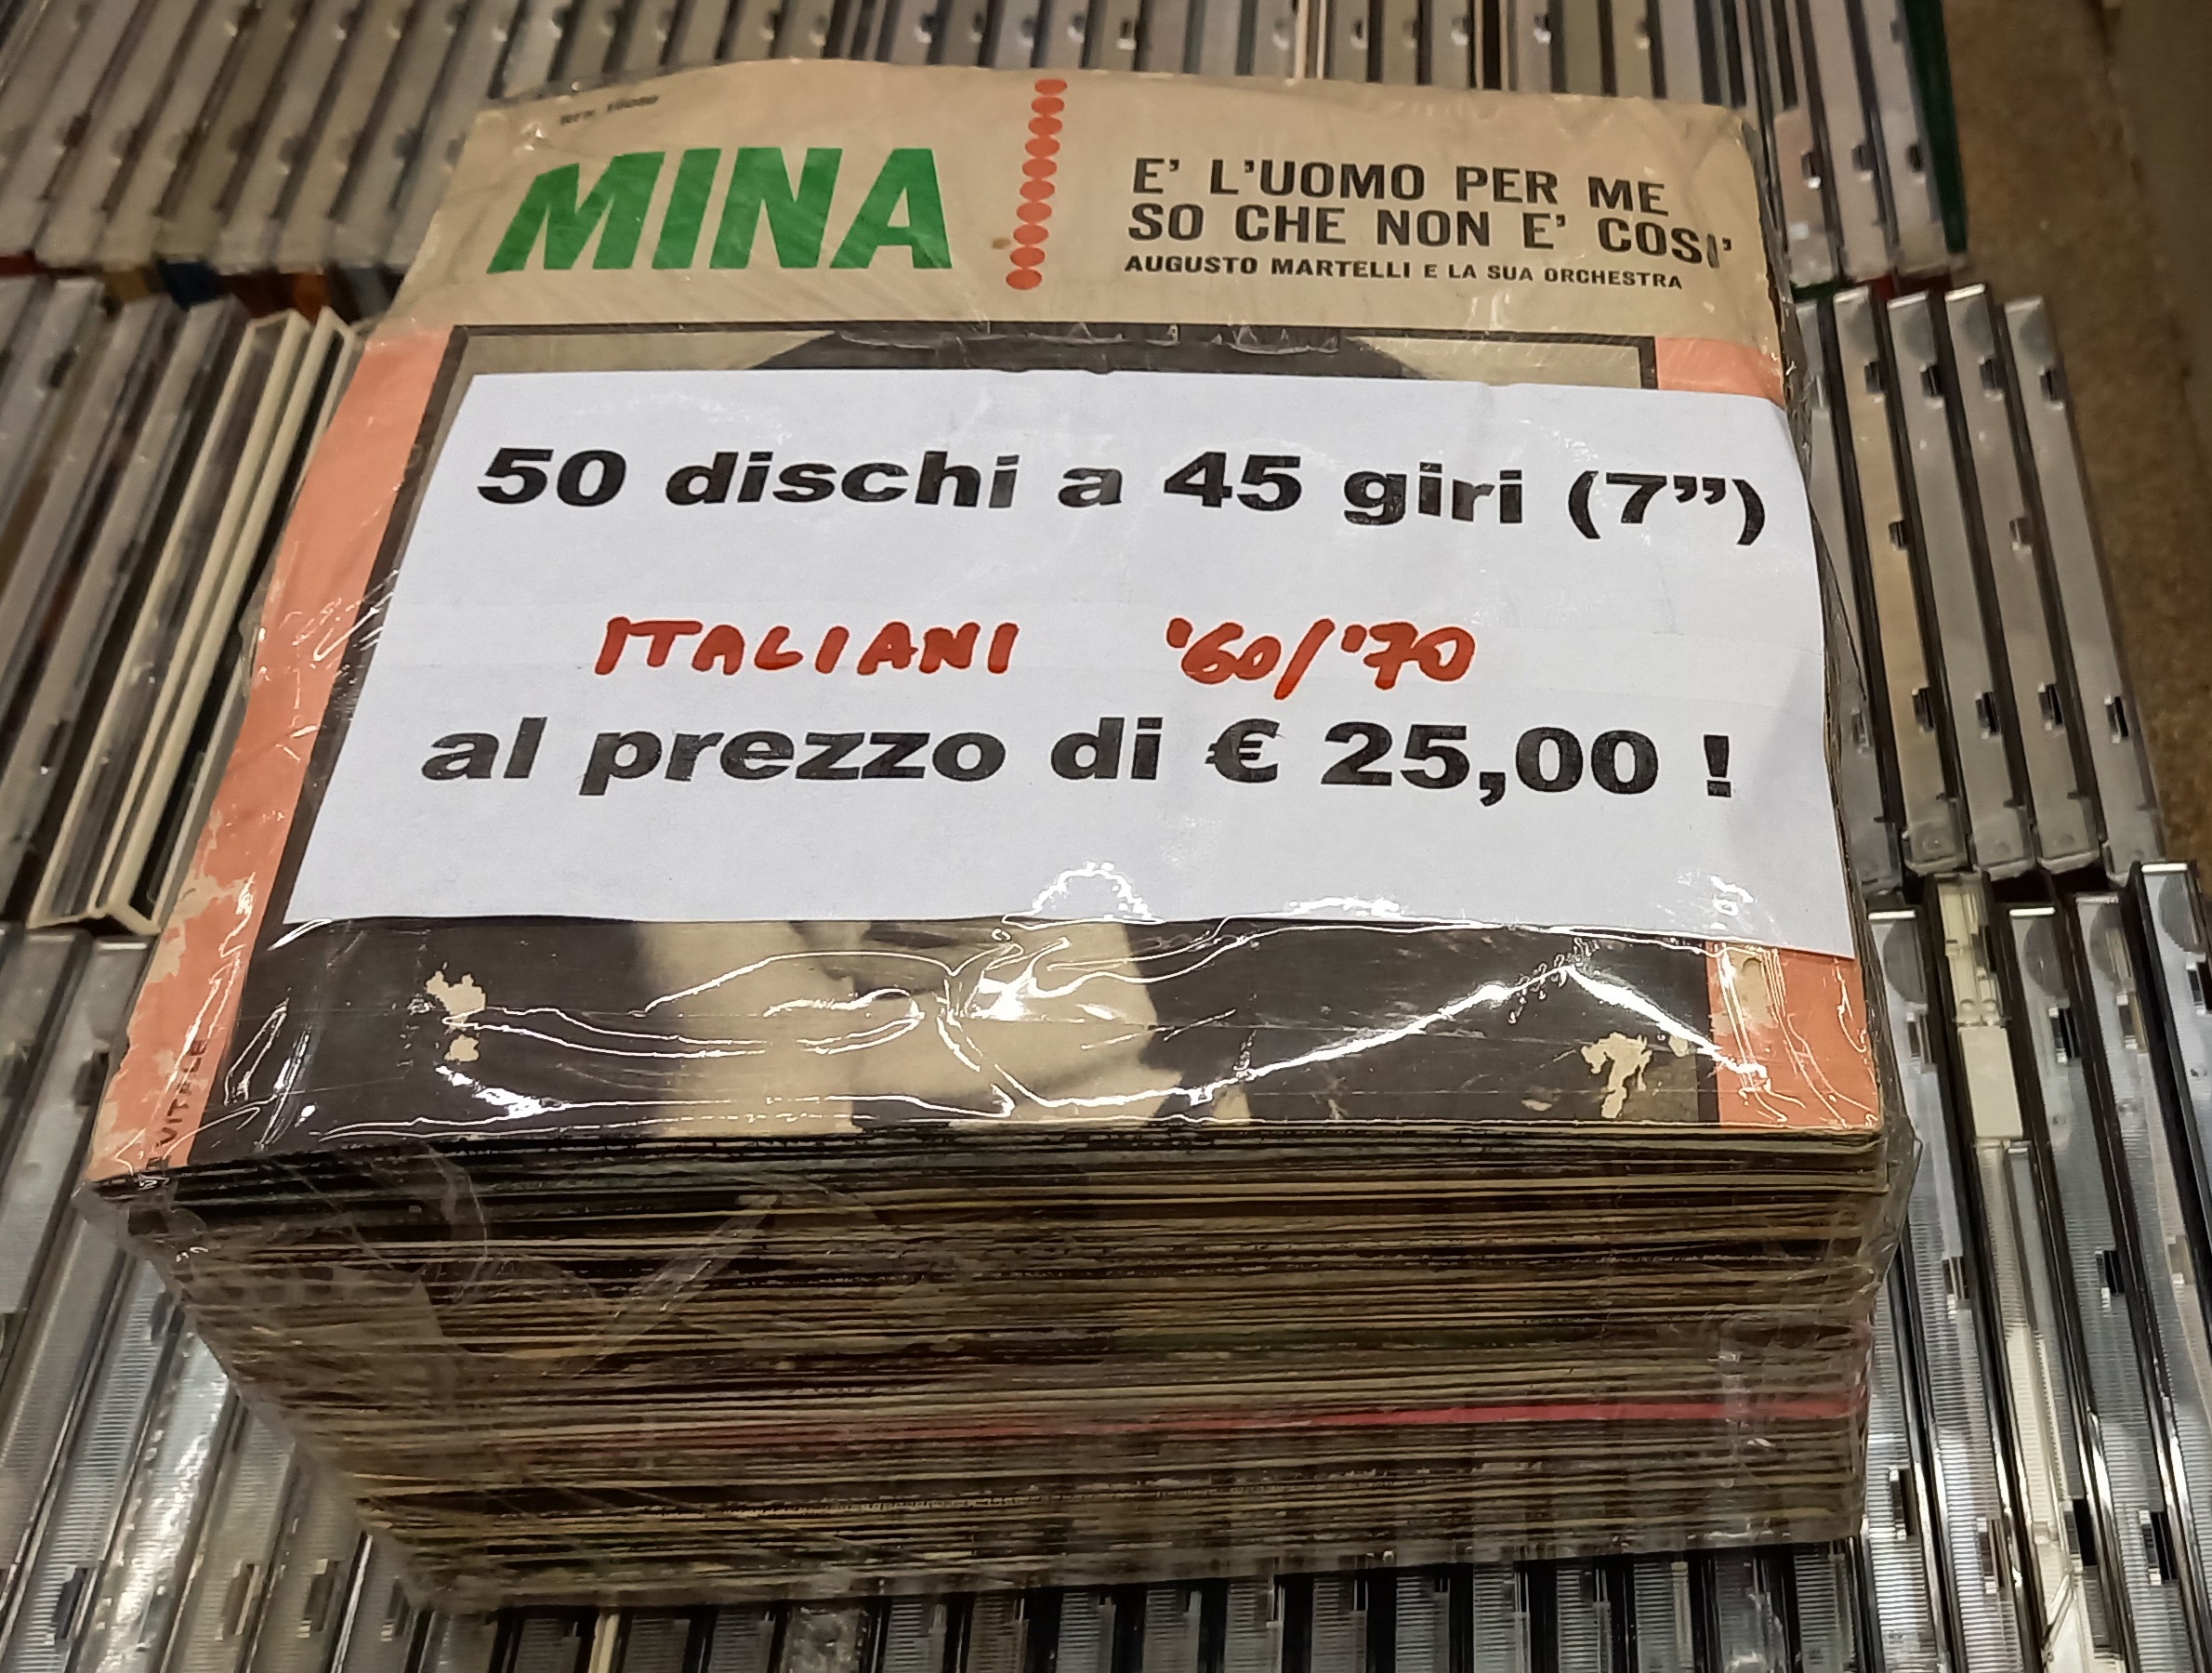 MINA
E' L'UOMO PER ME
SO CHE NON E' COSI'
AUGUSTO MARTELLI E LA SUA ORCHESTRA
50 dischi a 45 giri (7”)
ITALIANI '60/'70
al prezzo di € 25,00 !
VITALE